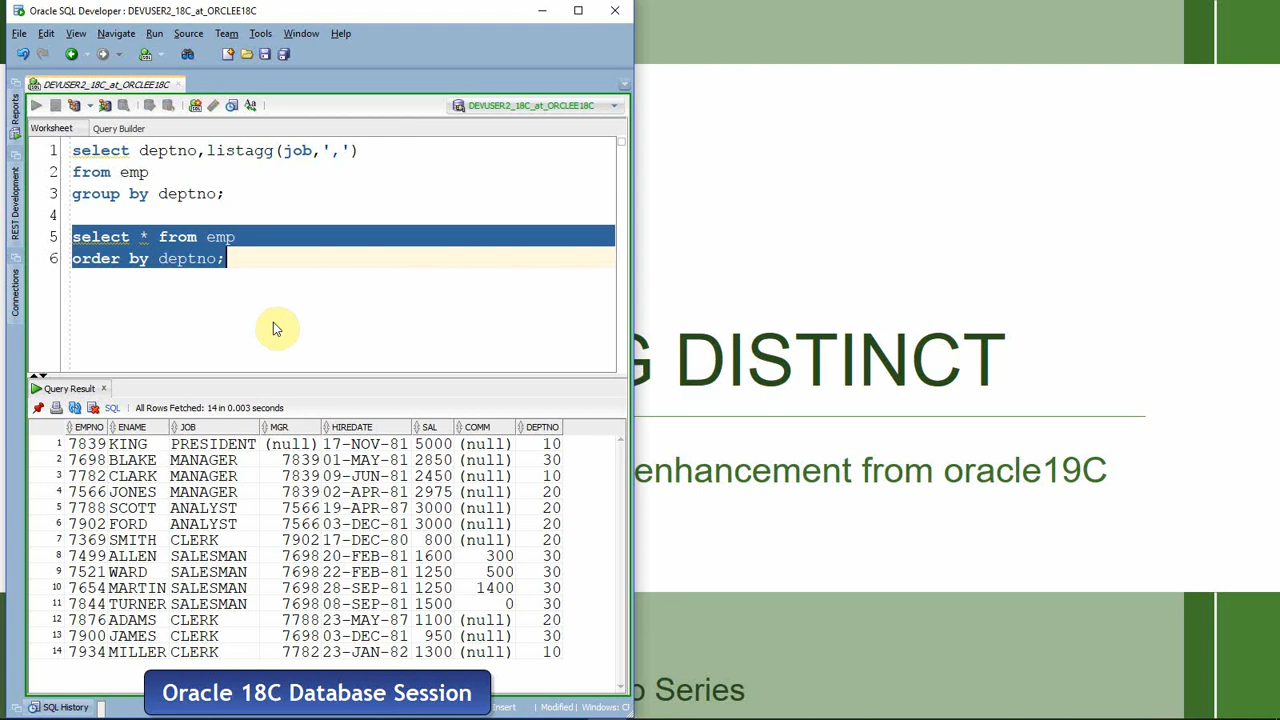 Oracle SQL Developer : DEVUSER2_18C_at_ORCLEE18C
File Edit View Navigate Run Source Team Tools Window Help
DEVUSER2_18C_at_ORCLEE18C
DEVUSER2_18C_at_ORCLEE18C
Worksheet Query Builder
1 select deptno,listagg(job,',')
2 from emp
3 group by deptno;
4
5 select * from emp
6 order by deptno;
Reports
REST Development
Connections
Query Result
SQL All Rows Fetched: 14 in 0.003 seconds
EMPNO ENAME JOB MGR HIREDATE SAL COMM DEPTNO
1 7839 KING PRESIDENT (null) 17-NOV-81 5000 (null) 10
2 7698 BLAKE MANAGER 7839 01-MAY-81 2850 (null) 30
3 7782 CLARK MANAGER 7839 09-JUN-81 2450 (null) 10
4 7566 JONES MANAGER 7839 02-APR-81 2975 (null) 20
5 7788 SCOTT ANALYST 7566 19-APR-87 3000 (null) 20
6 7902 FORD ANALYST 7566 03-DEC-81 3000 (null) 20
7 7369 SMITH CLERK 7902 17-DEC-80 800 (null) 20
8 7499 ALLEN SALESMAN 7698 20-FEB-81 1600 300 30
9 7521 WARD SALESMAN 7698 22-FEB-81 1250 500 30
10 7654 MARTIN SALESMAN 7698 28-SEP-81 1250 1400 30
11 7844 TURNER SALESMAN 7698 08-SEP-81 1500 0 30
12 7876 ADAMS CLERK 7788 23-MAY-87 1100 (null) 20
13 7900 JAMES CLERK 7698 03-DEC-81 950 (null) 30
14 7934 MILLER CLERK 7782 23-JAN-82 1300 (null) 10
Oracle 18C Database Session
SQL History Insert Modified Windows: C
G DISTINCT
enhancement from oracle19C
o Series